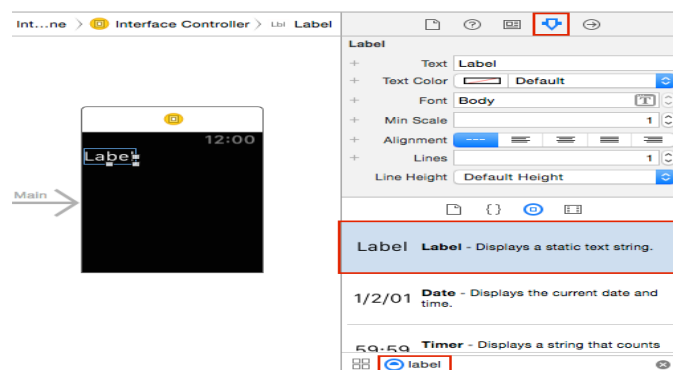 Int...ne > Interface Controller > Lbl Label
Label
+ Text Label
+ Text Color Default
+ Font Body
+ Min Scale 1
+ Alignment ---
+ Lines 1
Line Height Default Height
12:00
Label
Main
{}
Label Label - Displays a static text string.
1/2/01 Date - Displays the current date and
time.
59:59 Timer - Displays a string that counts
label